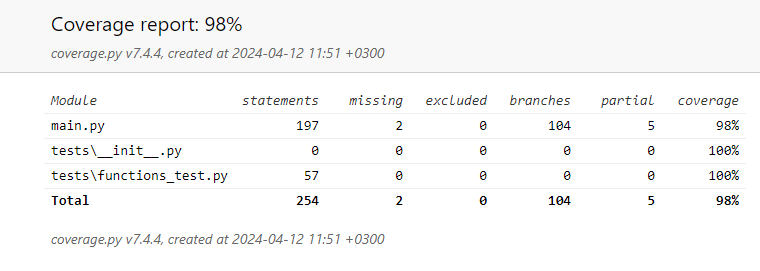 Coverage report: 98%
coverage.py v7.4.4, created at 2024-04-12 11:51 +0300
Module statements missing excluded branches partial coverage
main.py 197 2 0 104 5 98%
tests\__init__.py 0 0 0 0 0 100%
tests\functions_test.py 57 0 0 0 0 100%
Total 254 2 0 104 5 98%
coverage.py v7.4.4, created at 2024-04-12 11:51 +0300